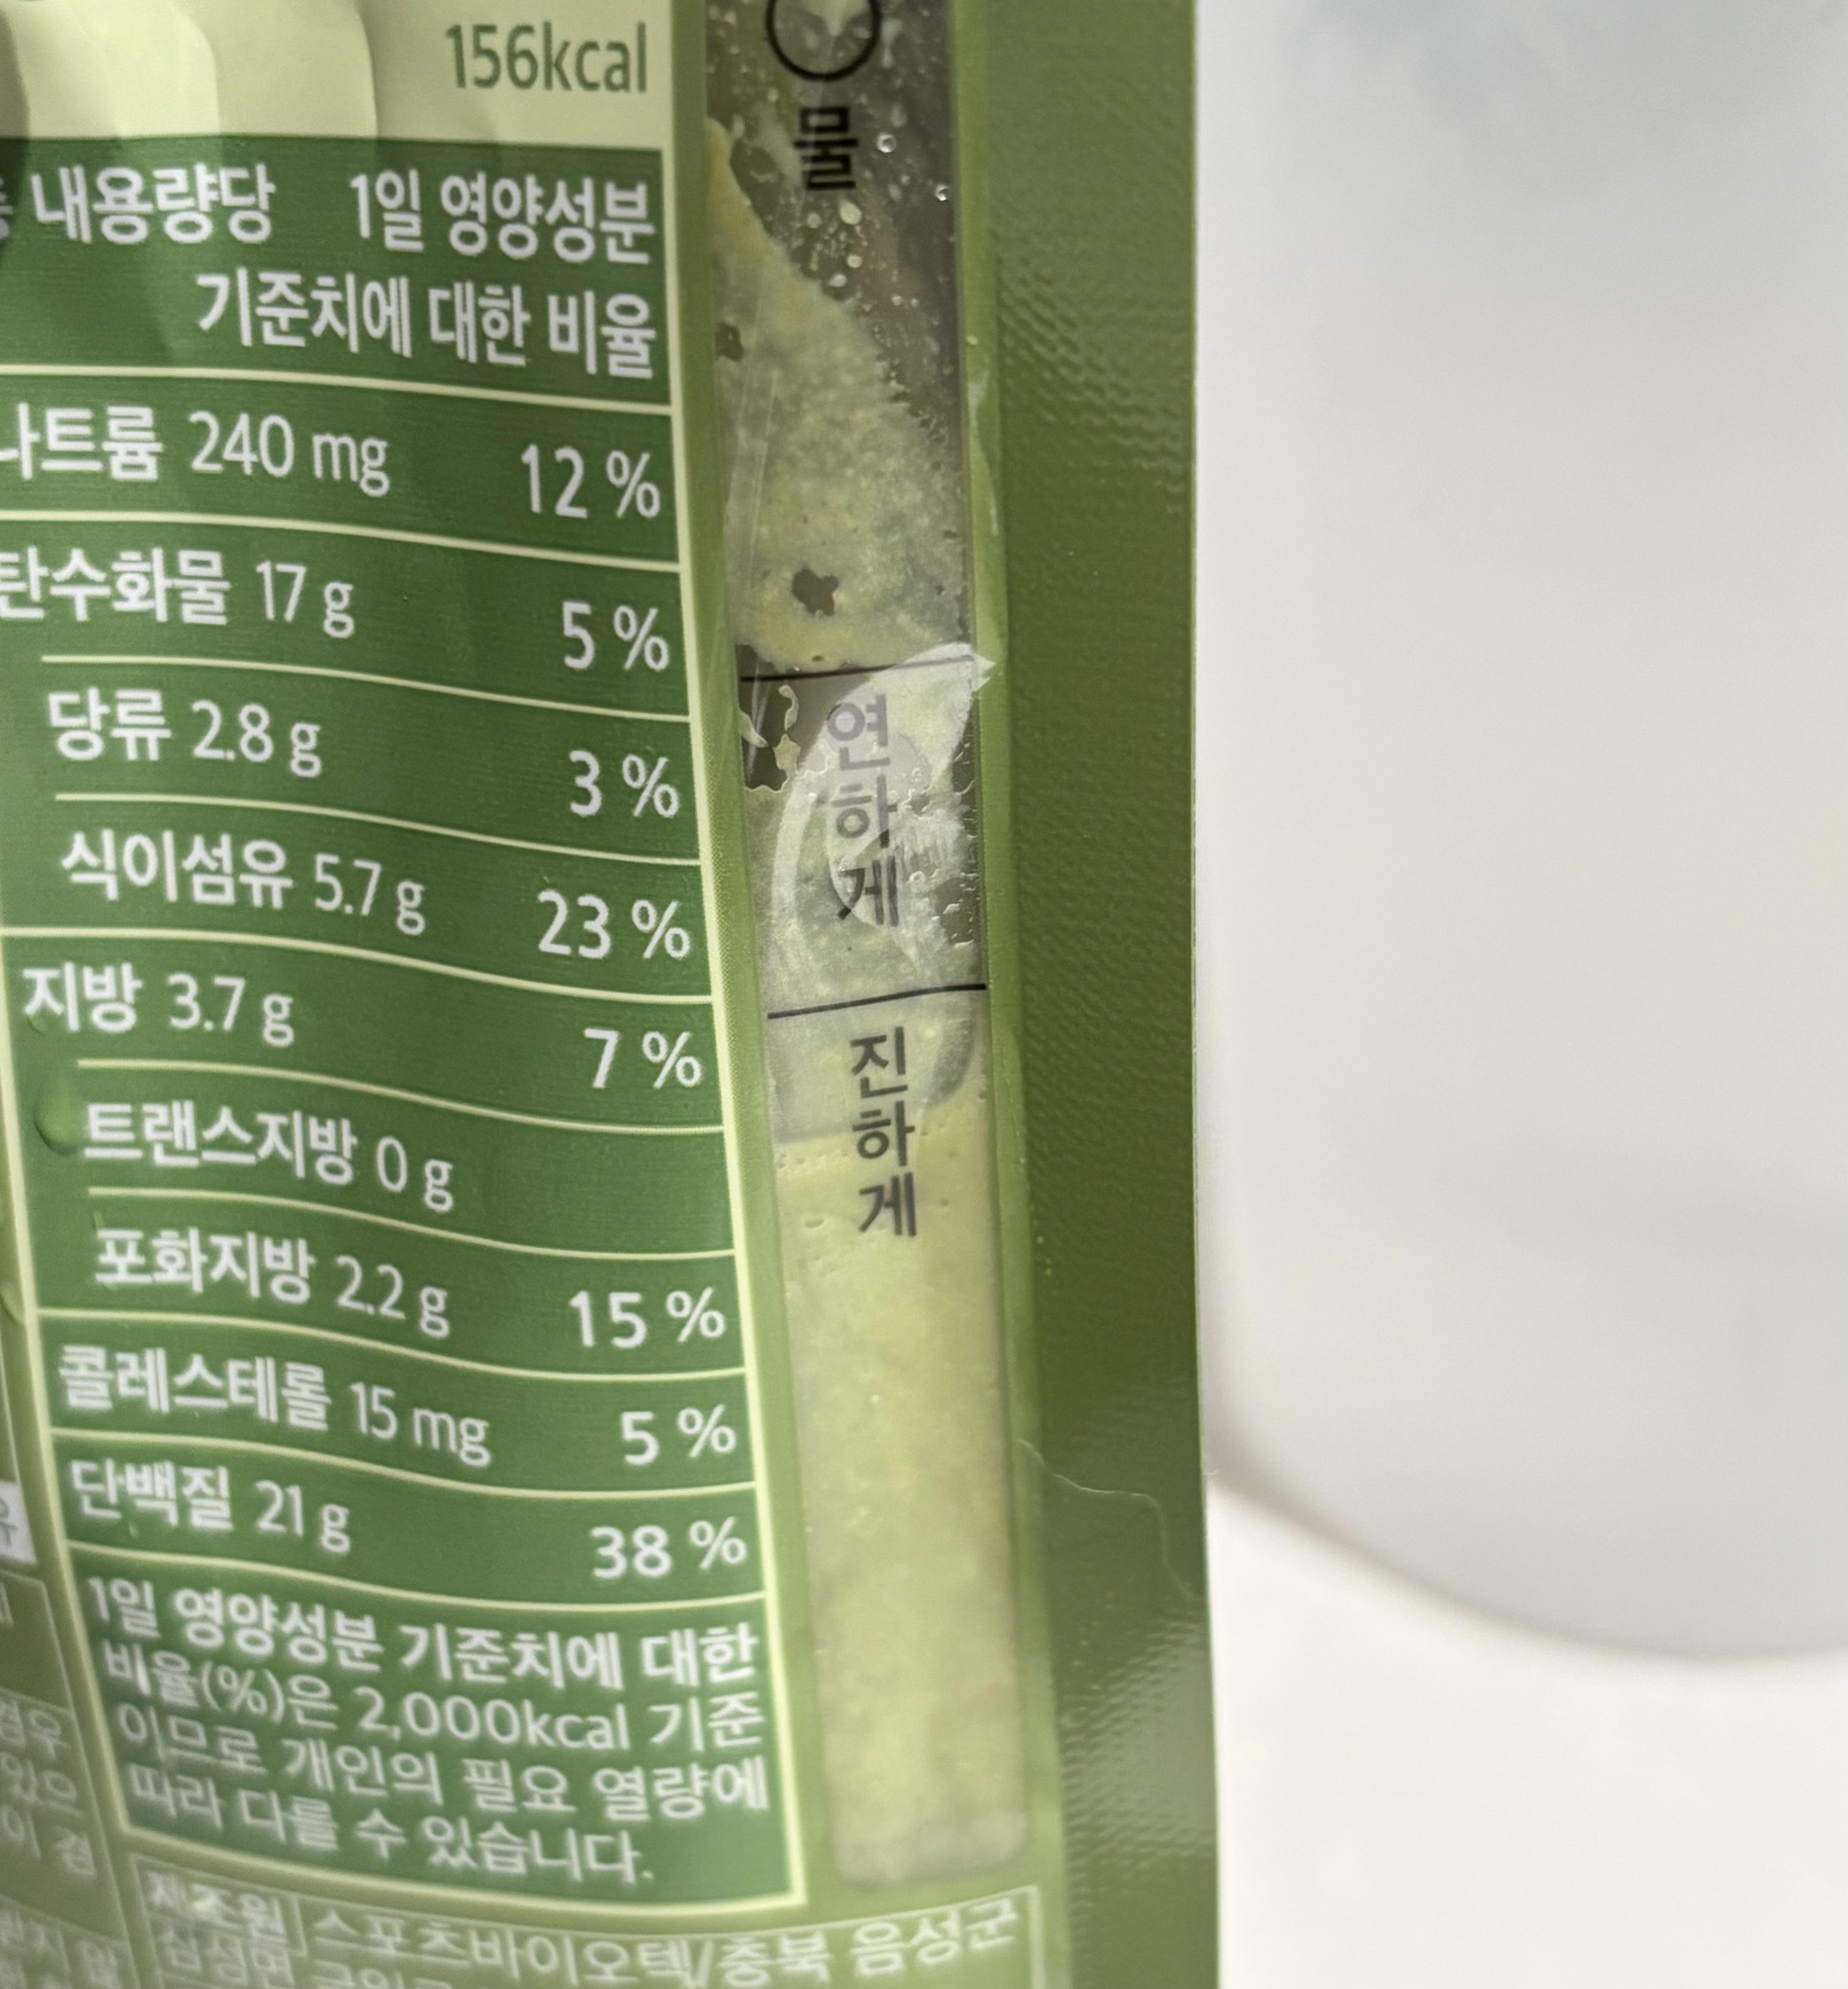 156kcal
내용량당 1일 영양성분
기준치에 대한 비율
나트륨 240 mg 12 %
탄수화물 17 g 5 %
당류 2.8 g 3 %
식이섬유 5.7 g 23 %
지방 3.7 g 7 %
트랜스지방 0 g
포화지방 2.2 g 15 %
콜레스테롤 15 mg 5 %
단백질 21 g 38 %
1일 영양성분 기준치에 대한
비율(%)은 2,000kcal 기준
이므로 개인의 필요 열량에
따라 다를 수 있습니다.
물
연하게
진하게
제조원 스포츠바이오텍/충북 음성군
삼성면